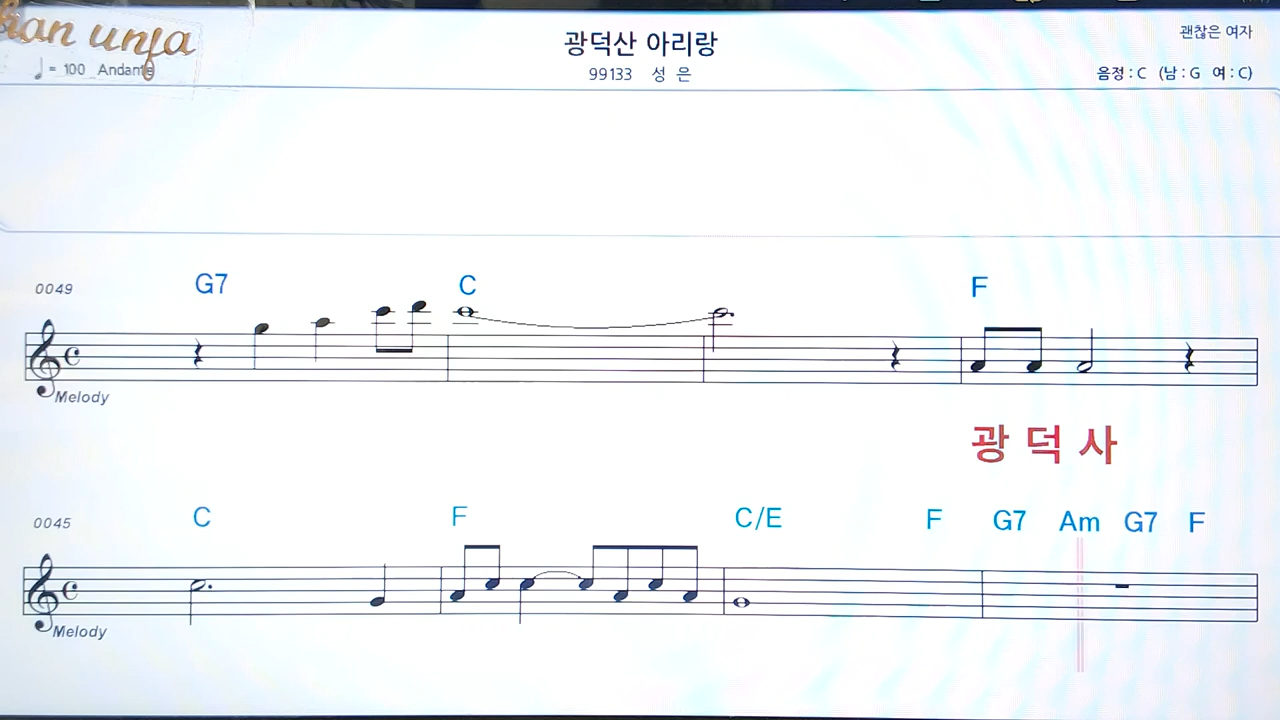 unja
괜찮은 여자
광덕산 아리랑
♩= 100 Andante
99133 성 은
음정 : C (남 : G 여 : C)
0049 G7 C F
Melody
광 덕 사
0045 C F C/E F G7 Am G7 F
Melody